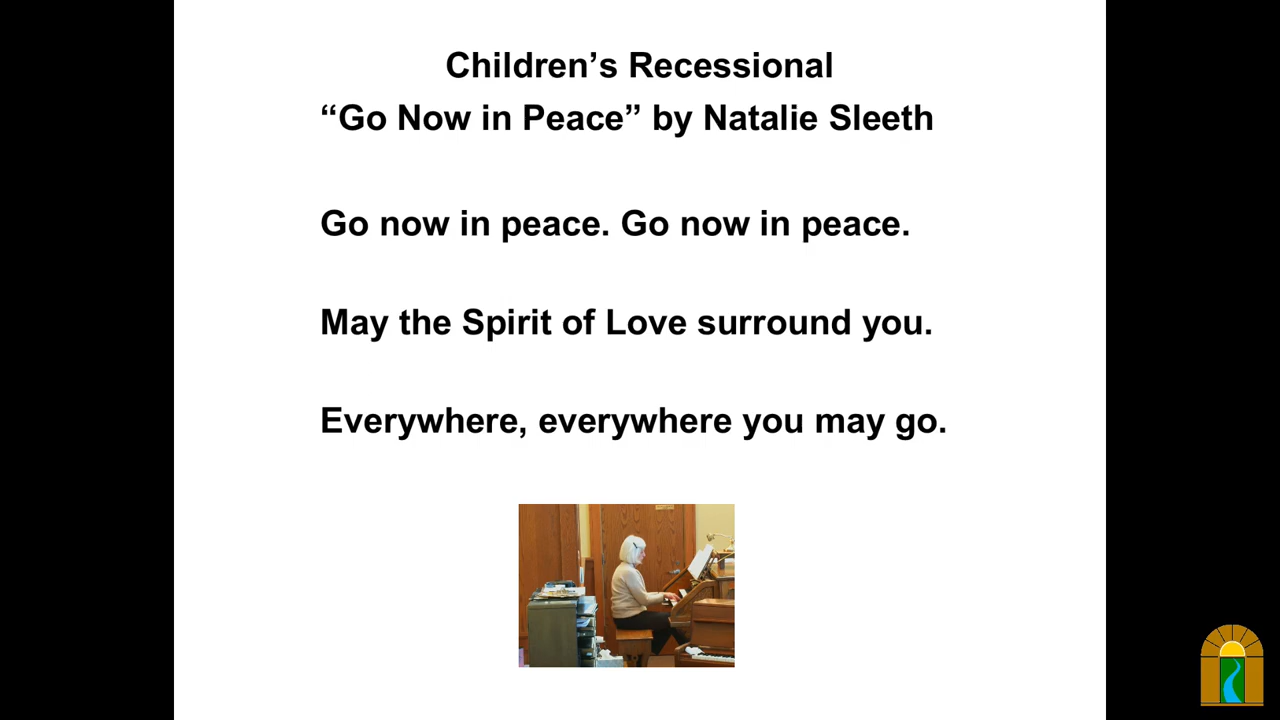 Children’s Recessional
“Go Now in Peace” by Natalie Sleeth
Go now in peace. Go now in peace.
May the Spirit of Love surround you.
Everywhere, everywhere you may go.